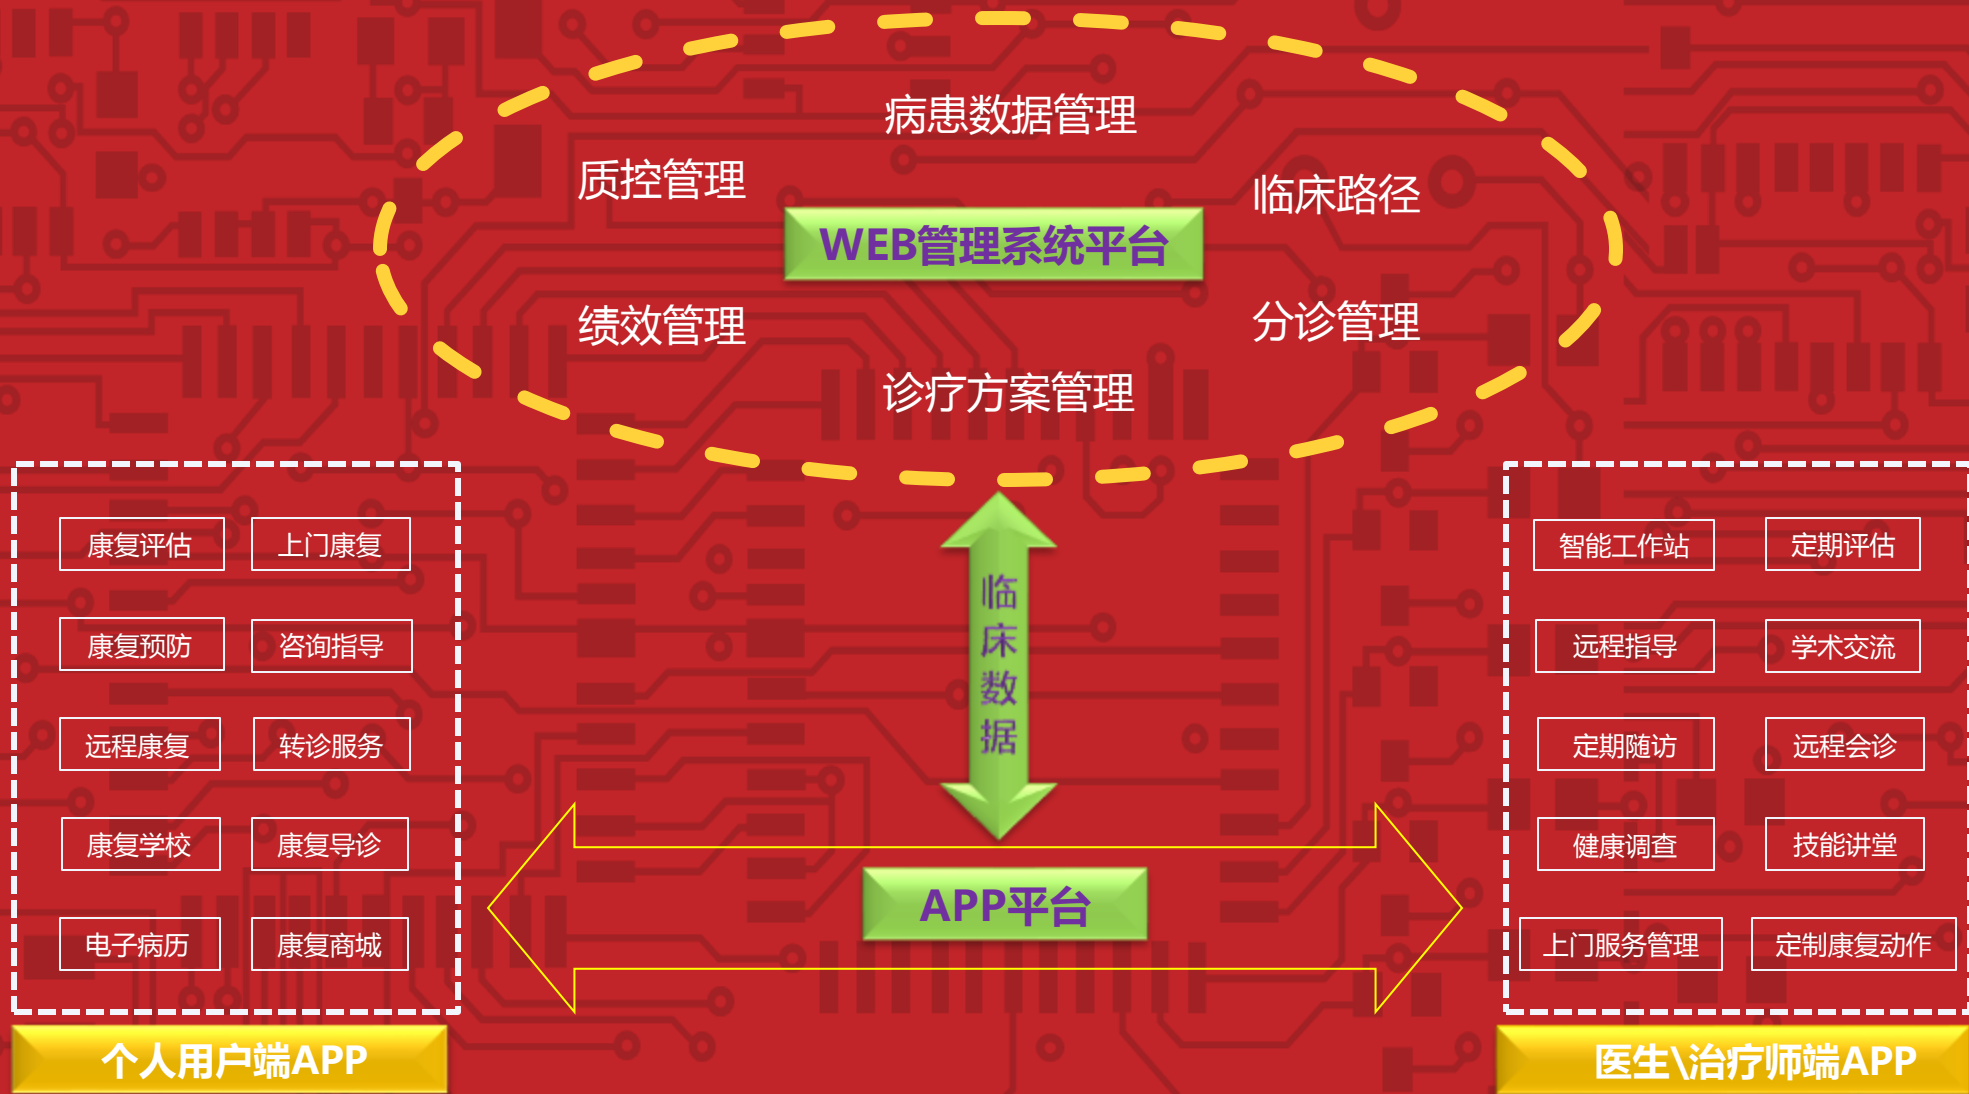 病患数据管理
质控管理
临床路径
WEB管理系统平台
绩效管理
分诊管理
诊疗方案管理
临
床
数
据
APP平台
康复评估
上门康复
康复预防
咨询指导
远程康复
转诊服务
康复学校
康复导诊
电子病历
康复商城
个人用户端APP
智能工作站
定期评估
远程指导
学术交流
定期随访
远程会诊
健康调查
技能讲堂
上门服务管理
定制康复动作
医生\治疗师端APP